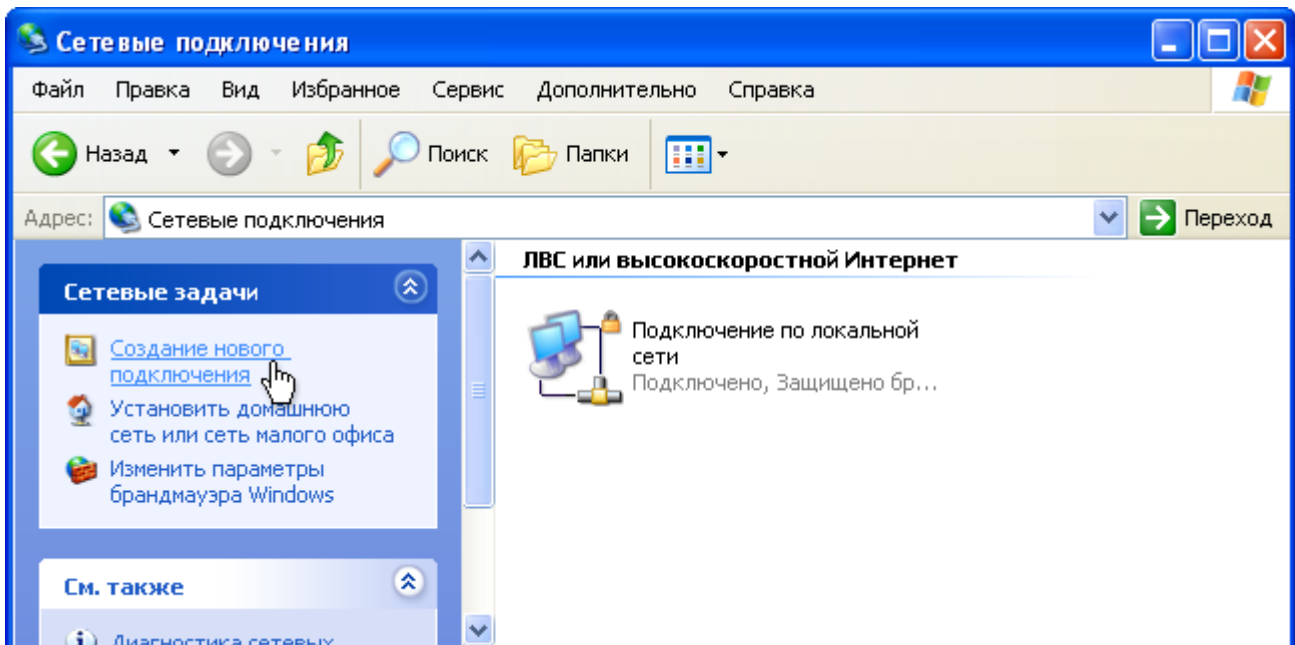 Сетевые подключения
Файл Правка Вид Избранное Сервис Дополнительно Справка
Назад Поиск Папки
Адрес: Сетевые подключения Переход
Сетевые задачи
Создание нового
подключения
Установить домашнюю
сеть или сеть малого офиса
Изменить параметры
брандмауэра Windows
См. также
Диагностика сетевых
ЛВС или высокоскоростной Интернет
Подключение по локальной
сети
Подключено, Защищено бр...